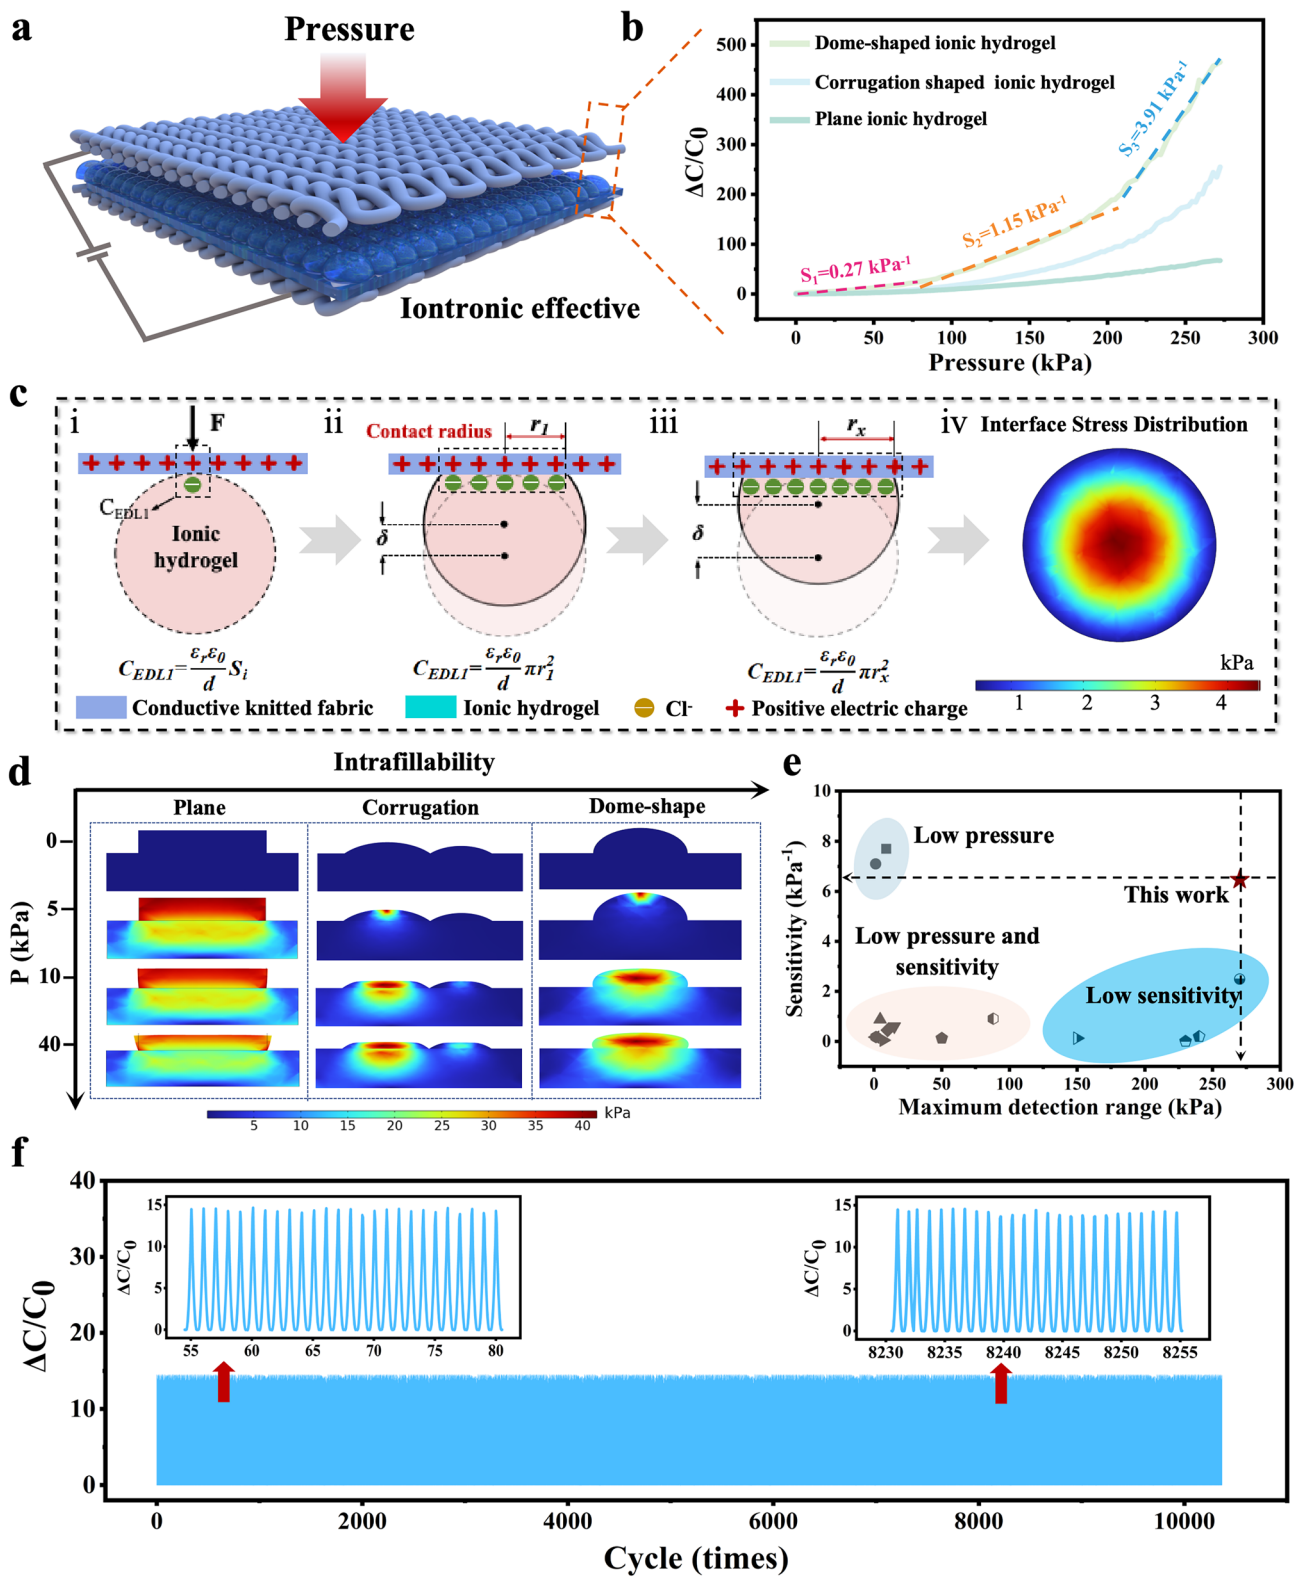 a
Pressure
Iontronic effective
b
ΔC/C0
500
400
300
200
100
0
Dome-shaped ionic hydrogel
Corrugation shaped ionic hydrogel
Plane ionic hydrogel
S1=0.27 kPa-1
S2=1.15 kPa-1
S3=3.91 kPa-1
0 50 100 150 200 250 300
Pressure (kPa)
c
i
F
CEDL1
Ionic
hydrogel
CEDL1=εrε0/d Si
ii
Contact radius
r1
δ
CEDL1=εrε0/d πr1²
iii
rx
δ
CEDL1=εrε0/d πrx²
iv Interface Stress Distribution
kPa
1 2 3 4
Conductive knitted fabric
Ionic hydrogel
Cl-
Positive electric charge
d
Intrafillability
Plane Corrugation Dome-shape
P (kPa)
0
5
10
40
5 10 15 20 25 30 35 40 kPa
e
Sensitivity (kPa-1)
10
8
6
4
2
0
Low pressure
This work
Low pressure and
sensitivity
Low sensitivity
0 50 100 150 200 250 300
Maximum detection range (kPa)
f
ΔC/C0
40
30
20
10
0
ΔC/C0
15
10
5
0
55 60 65 70 75 80
ΔC/C0
15
10
5
0
8230 8235 8240 8245 8250 8255
0 2000 4000 6000 8000 10000
Cycle (times)